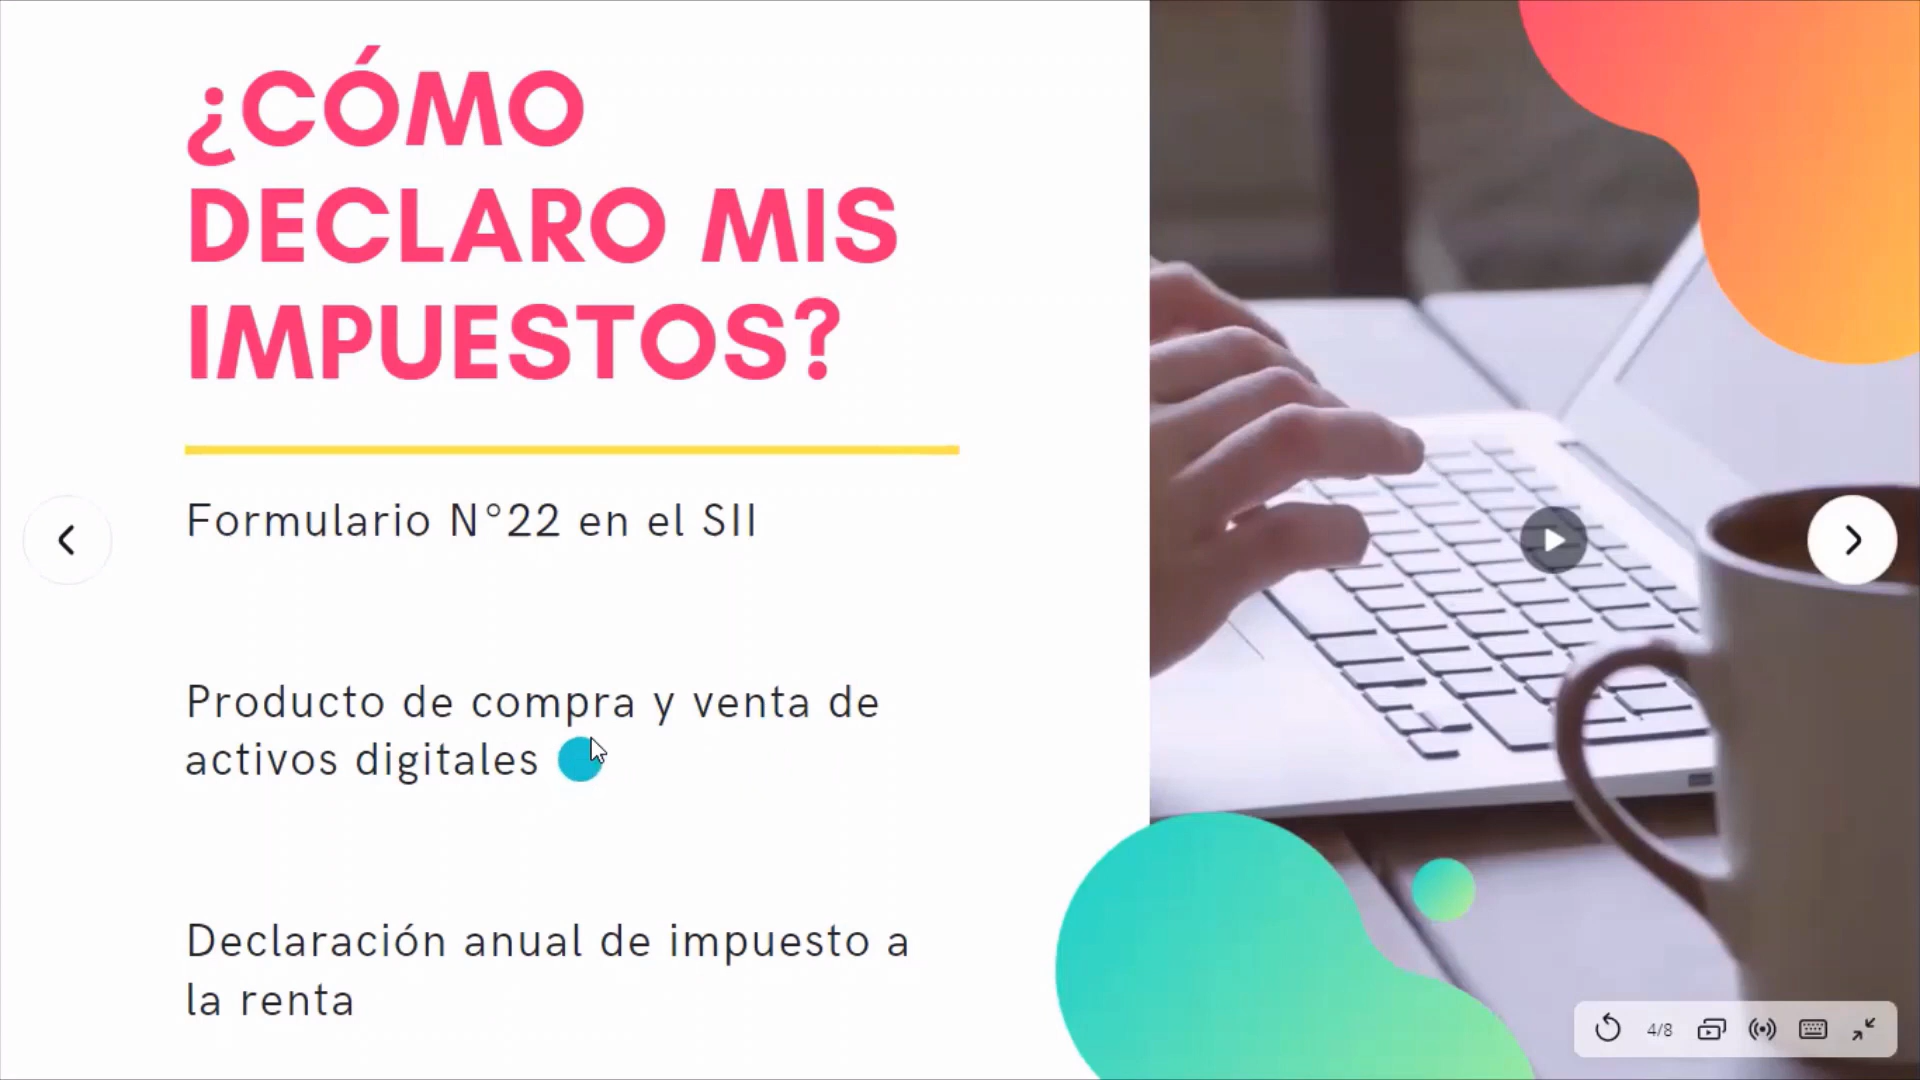 ¿CÓMO
DECLARO MIS
IMPUESTOS?
Formulario N°22 en el SII
Producto de compra y venta de
activos digitales
Declaración anual de impuesto a
la renta
4/8